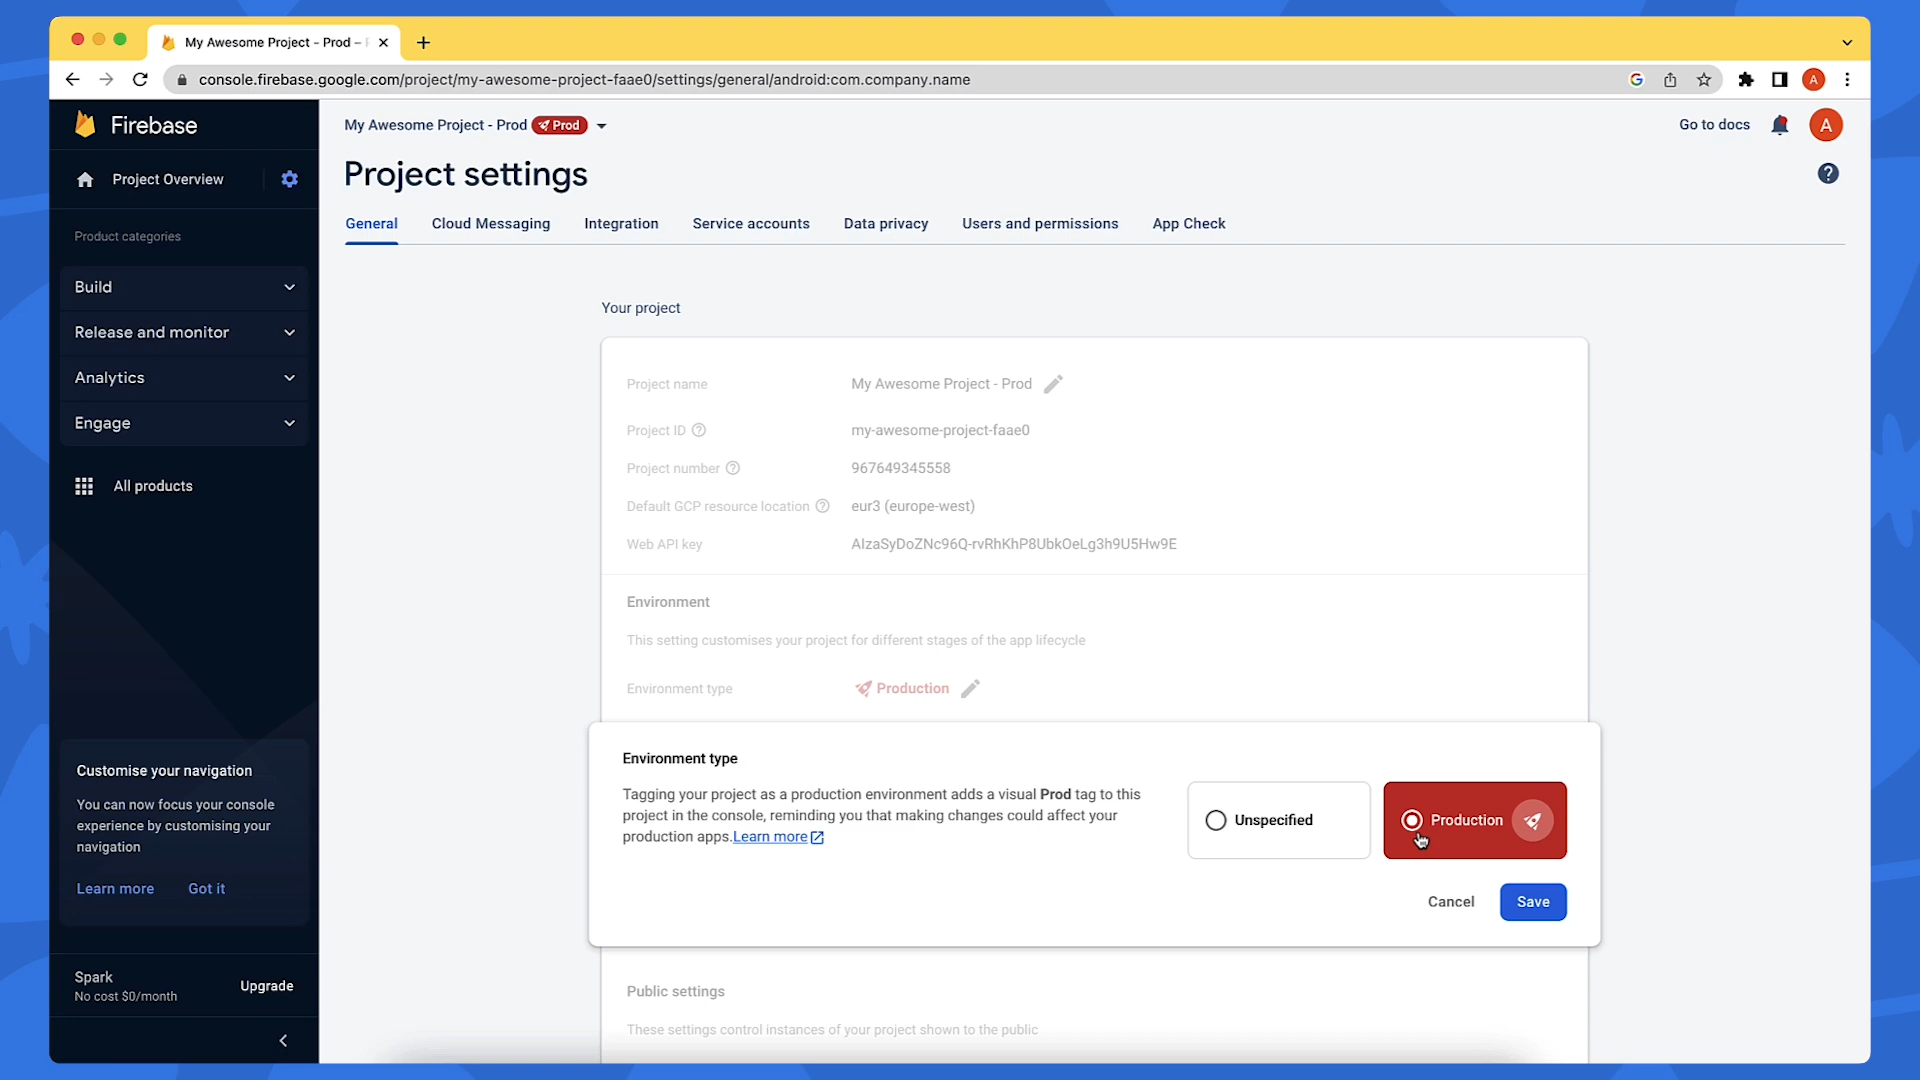 My Awesome Project - Prod –
console.firebase.google.com/project/my-awesome-project-faae0/settings/general/android:com.company.name
G
A
Firebase
My Awesome Project - Prod Prod
Go to docs
A
Project Overview
Project settings
?
General Cloud Messaging Integration Service accounts Data privacy Users and permissions App Check
Product categories
Build
Release and monitor
Analytics
Engage
All products
Your project
Project name My Awesome Project - Prod
Project ID my-awesome-project-faae0
Project number 967649345558
Default GCP resource location eur3 (europe-west)
Web API key AIzaSyDoZNc96Q-rvRhKhP8UbkOeLg3h9U5Hw9E
Environment
This setting customises your project for different stages of the app lifecycle
Environment type Production
Environment type
Tagging your project as a production environment adds a visual Prod tag to this
project in the console, reminding you that making changes could affect your
production apps.Learn more
Unspecified
Production
Cancel
Save
Customise your navigation
You can now focus your console
experience by customising your
navigation
Learn more Got it
Spark
No cost $0/month
Upgrade
Public settings
These settings control instances of your project shown to the public